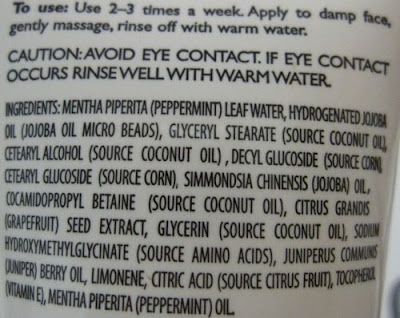 To use: Use 2–3 times a week. Apply to damp face,
gently massage, rinse off with warm water.
CAUTION: AVOID EYE CONTACT. IF EYE CONTACT
OCCURS RINSE WELL WITH WARM WATER.
INGREDIENTS: MENTHA PIPERITA (PEPPERMINT) LEAF WATER, HYDROGENATED JOJOBA
OIL (JOJOBA OIL MICRO BEADS), GLYCERYL STEARATE (SOURCE COCONUT OIL),
CETEARYL ALCOHOL (SOURCE COCONUT OIL) , DECYL GLUCOSIDE (SOURCE CORN),
CETEARYL GLUCOSIDE (SOURCE CORN), SIMMONDSIA CHINENSIS (JOJOBA) OIL,
COCAMIDOPROPYL BETAINE (SOURCE COCONUT OIL), CITRUS GRANDIS
(GRAPEFRUIT) SEED EXTRACT, GLYCERIN (SOURCE COCONUT OIL), SODIUM
HYDROXYMETHYLGLYCINATE (SOURCE AMINO ACIDS), JUNIPERUS COMMUNIS
(JUNIPER) BERRY OIL, LIMONENE, CITRIC ACID (SOURCE CITRUS FRUIT), TOCOPHEROL
(VITAMIN E), MENTHA PIPERITA (PEPPERMINT) OIL.